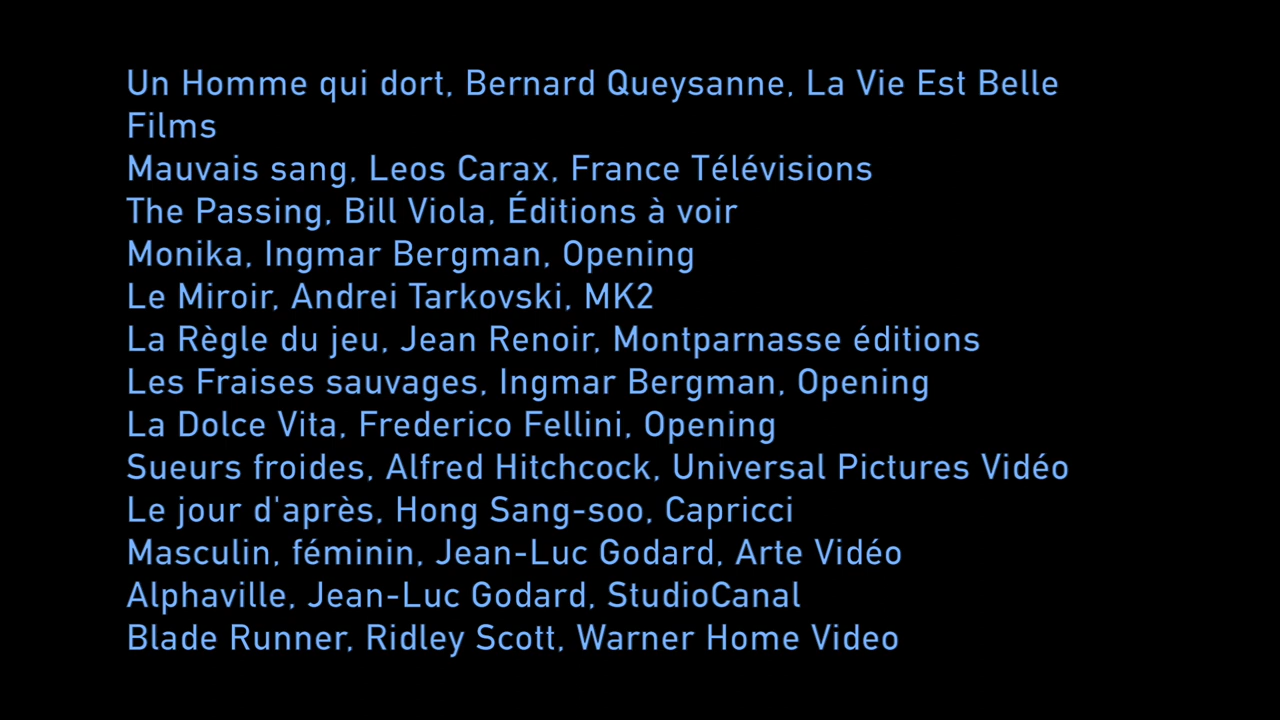 Un Homme qui dort, Bernard Queysanne, La Vie Est Belle
Films
Mauvais sang, Leos Carax, France Télévisions
The Passing, Bill Viola, Éditions à voir
Monika, Ingmar Bergman, Opening
Le Miroir, Andrei Tarkovski, MK2
La Règle du jeu, Jean Renoir, Montparnasse éditions
Les Fraises sauvages, Ingmar Bergman, Opening
La Dolce Vita, Frederico Fellini, Opening
Sueurs froides, Alfred Hitchcock, Universal Pictures Vidéo
Le jour d'après, Hong Sang-soo, Capricci
Masculin, féminin, Jean-Luc Godard, Arte Vidéo
Alphaville, Jean-Luc Godard, StudioCanal
Blade Runner, Ridley Scott, Warner Home Video